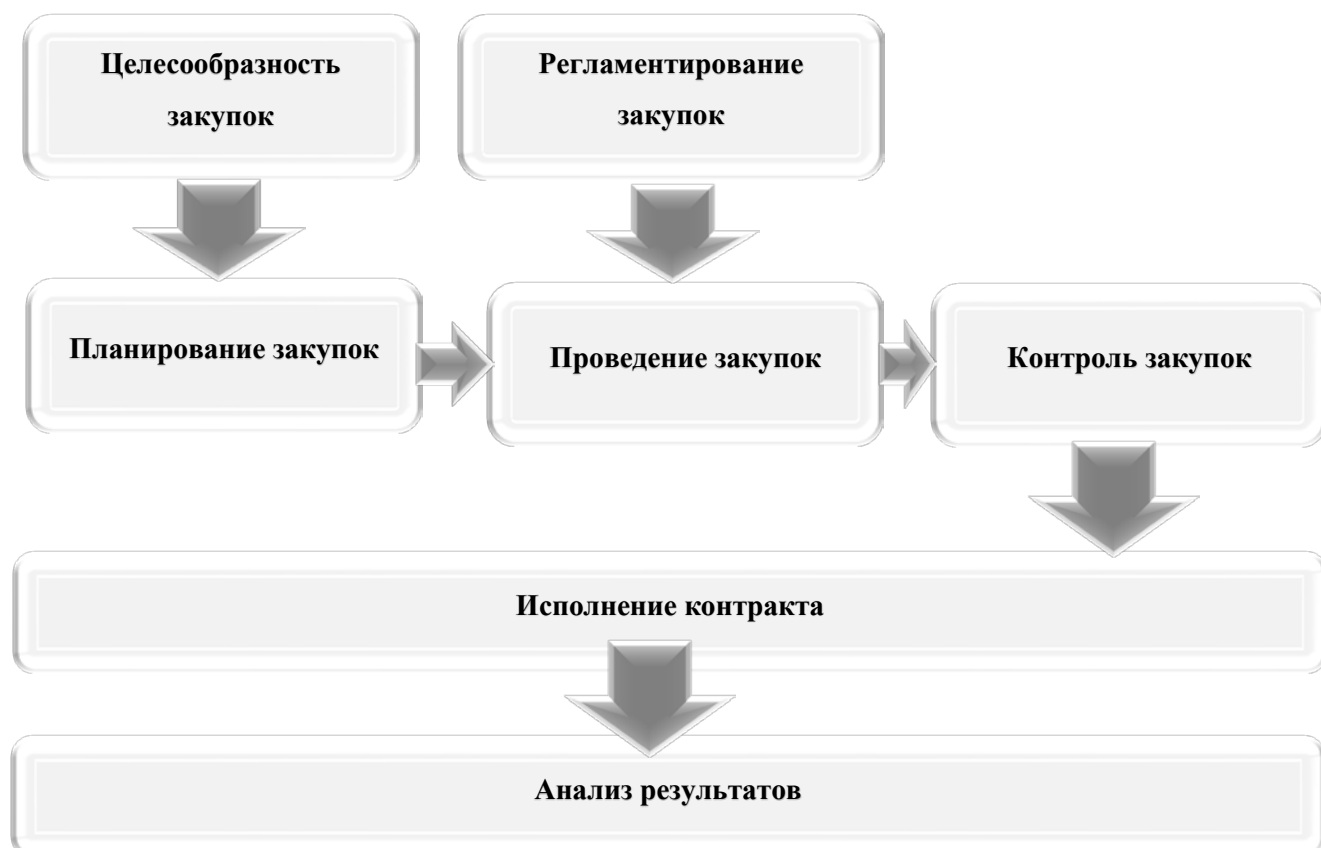 Целесообразность
закупок
Регламентирование
закупок
Планирование закупок
Проведение закупок
Контроль закупок
Исполнение контракта
Анализ результатов